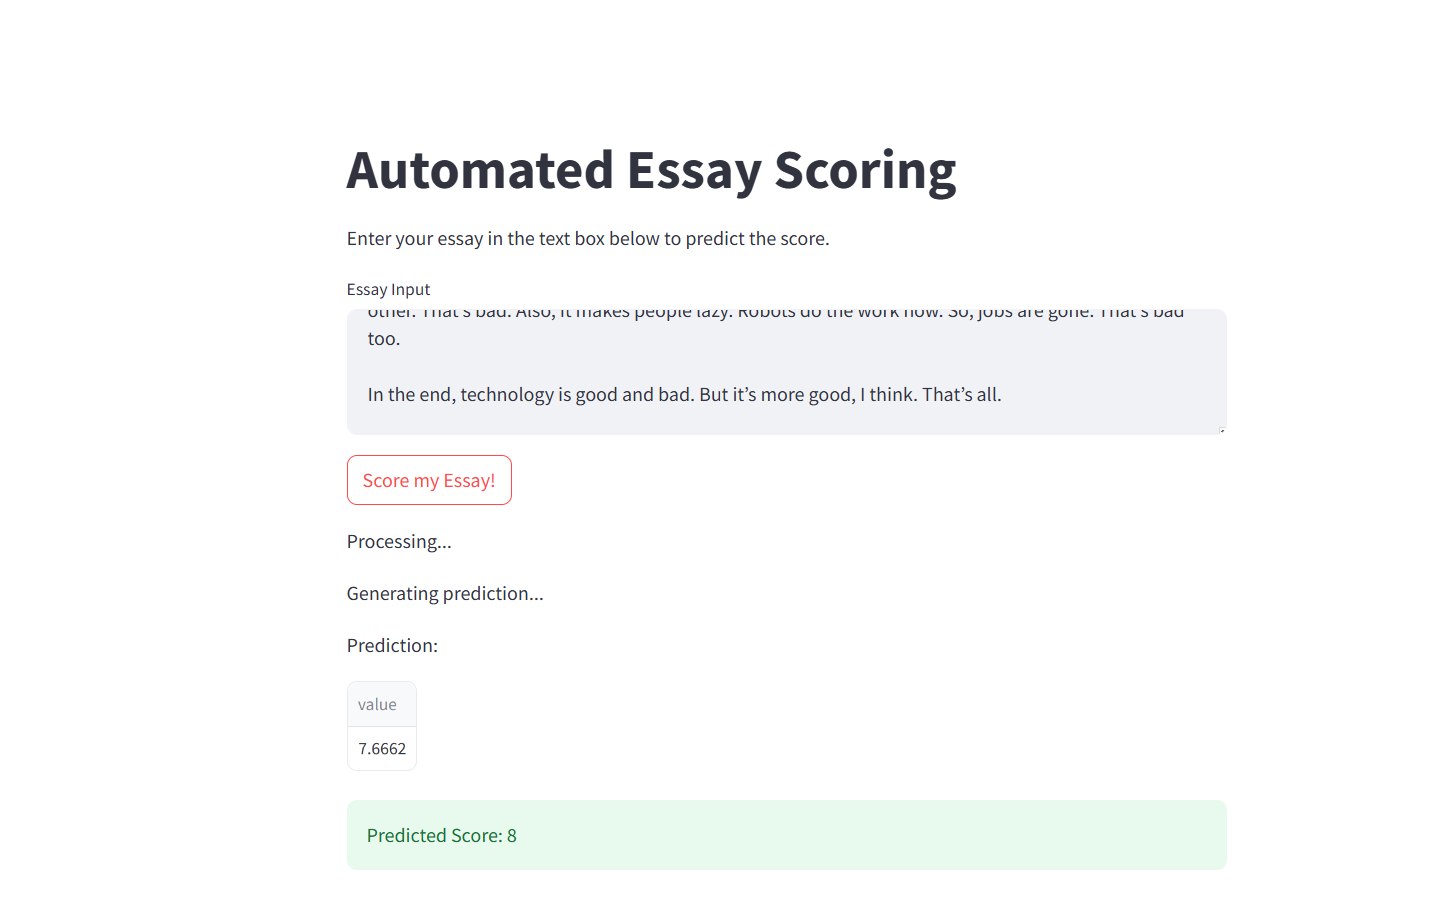 Automated Essay Scoring
Enter your essay in the text box below to predict the score.
Essay Input
other. That's bad. Also, it makes people lazy. Robots do the work now. So, jobs are gone. That's bad
too.
In the end, technology is good and bad. But it’s more good, I think. That’s all.
Score my Essay!
Processing...
Generating prediction...
Prediction:
value
7.6662
Predicted Score: 8